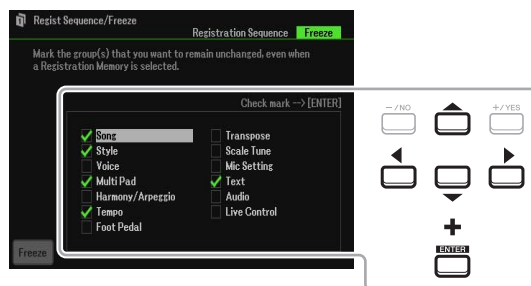 Regist Sequence/Freeze
Registration Sequence Freeze
Mark the group(s) that you want to remain unchanged, even when
a Registration Memory is selected.
Check mark --> [ENTER]
Song
Style
Voice
Multi Pad
Harmony/Arpeggio
Tempo
Foot Pedal
Transpose
Scale Tune
Mic Setting
Text
Audio
Live Control
Freeze
-/NO
+/YES
+
ENTER